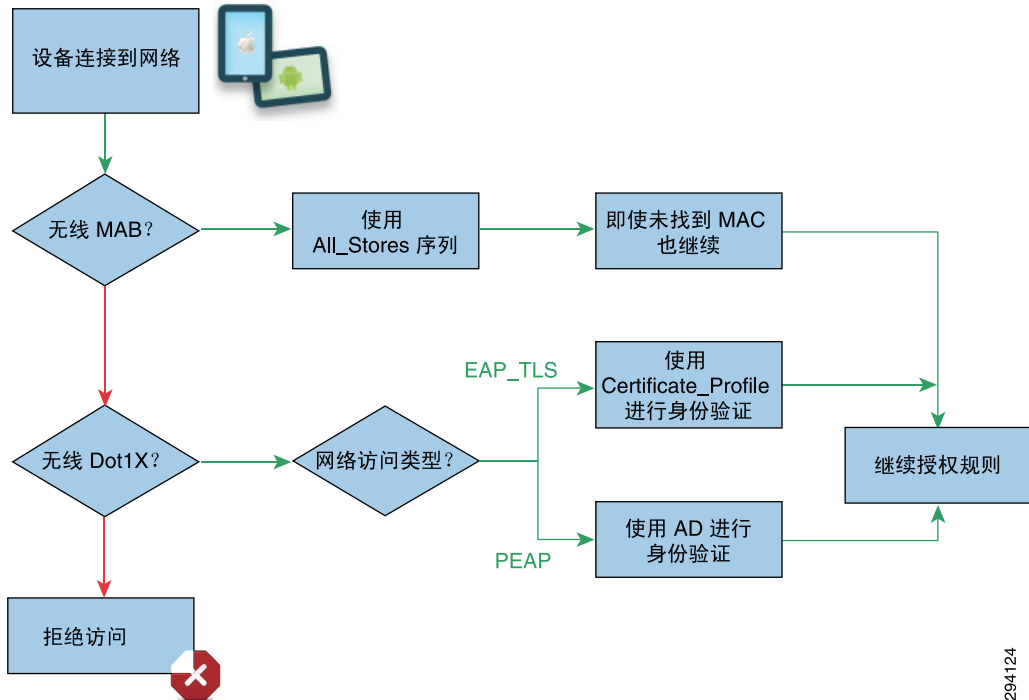 设备连接到网络
无线 MAB？
使用
All_Stores 序列
即使未找到 MAC
也继续
EAP_TLS
使用
Certificate_Profile
进行身份验证
无线 Dot1X？
网络访问类型？
继续授权规则
使用 AD 进行
身份验证
PEAP
拒绝访问
294124